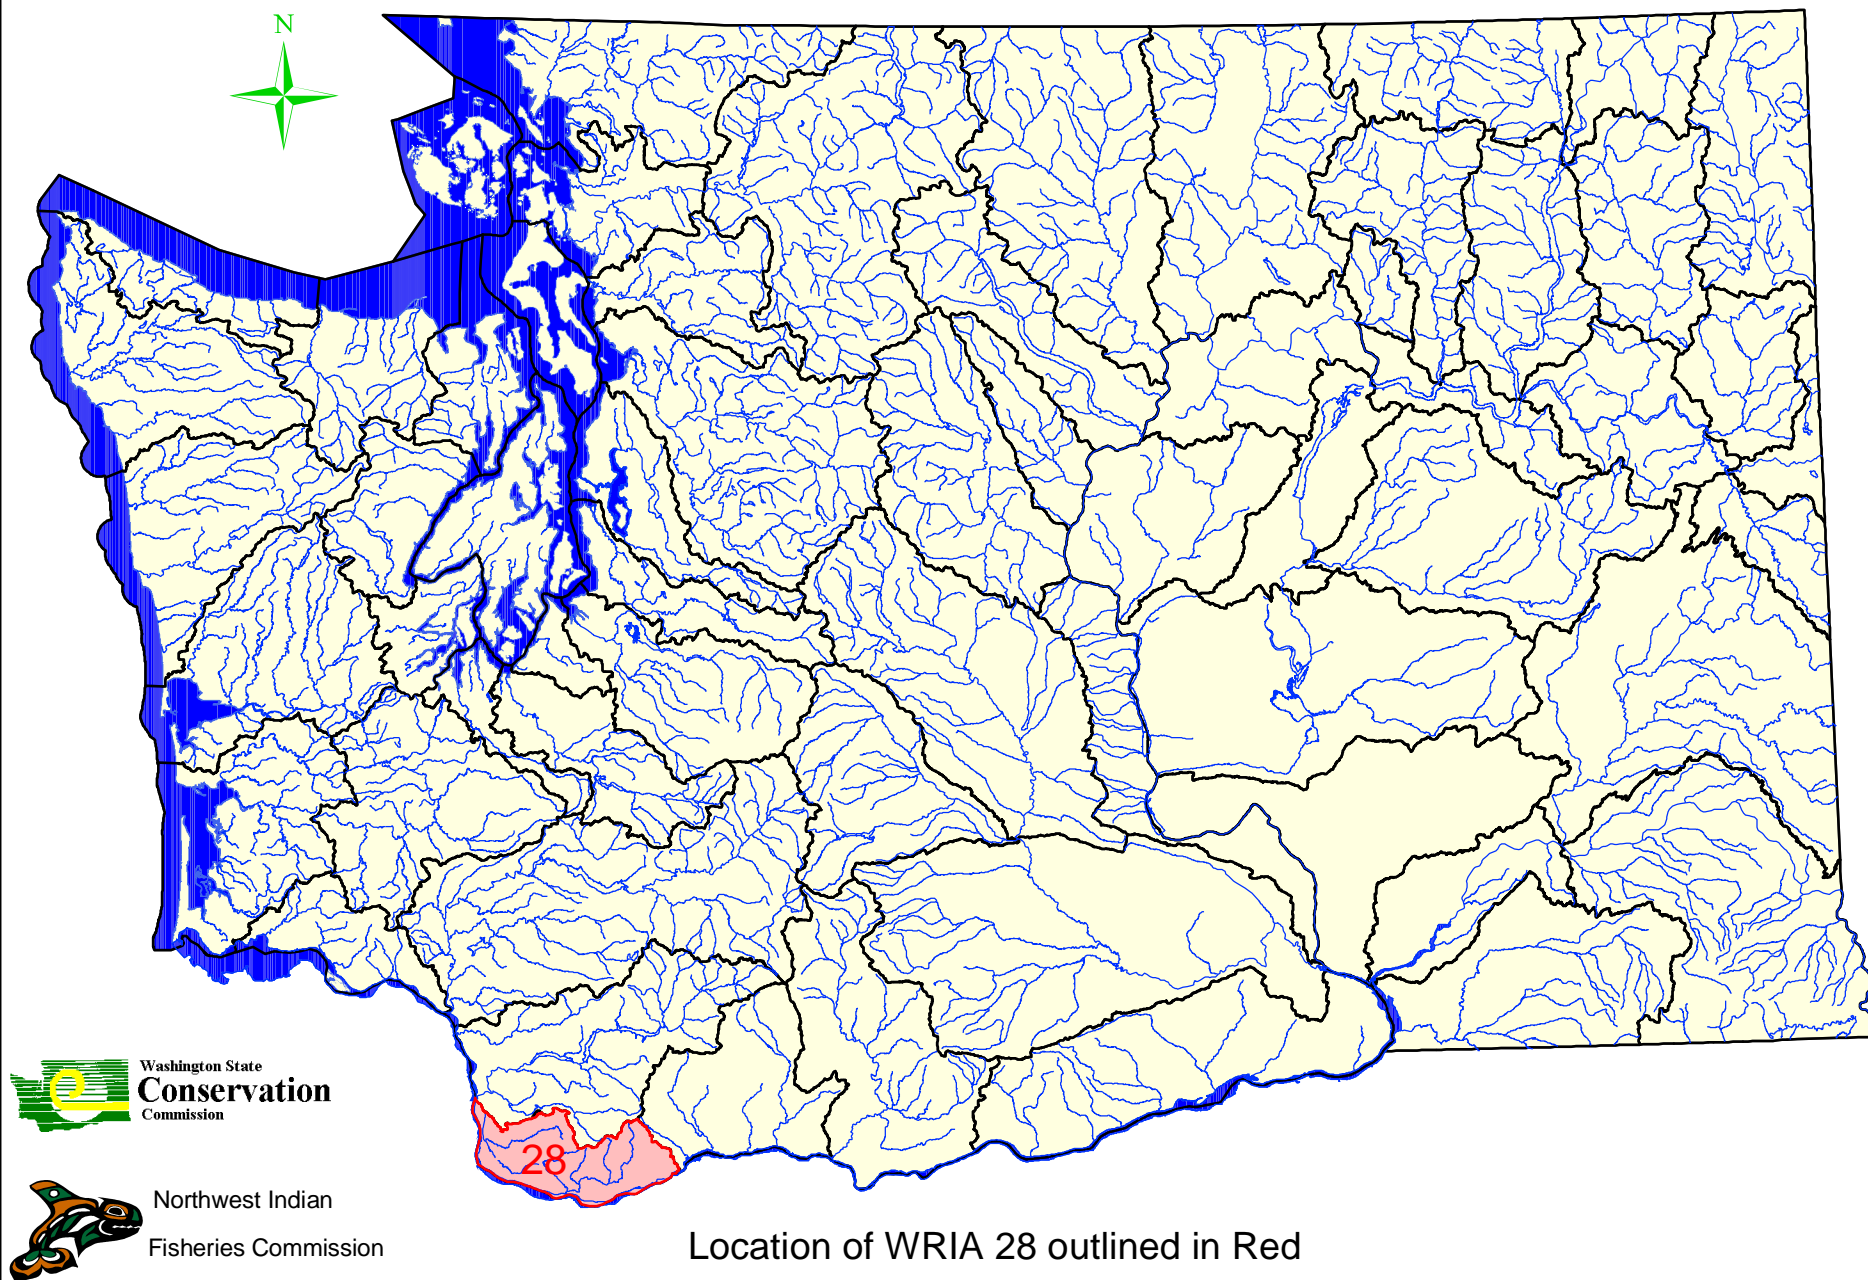 N
Washington State
Conservation
Commission
28
Northwest Indian
Fisheries Commission
Location of WRIA 28 outlined in Red